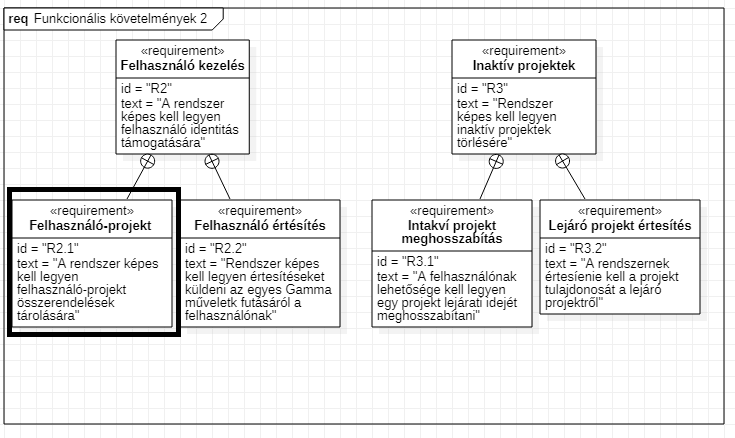 req Funkcionális követelmények 2
«requirement»
Felhasználó kezelés
id = "R2"
text = "A rendszer
képes kell legyen
felhasználó identitás
támogatására"
«requirement»
Inaktív projektek
id = "R3"
text = "Rendszer
képes kell legyen
inaktív projektek
törlésére"
«requirement»
Felhasználó-projekt
id = "R2.1"
text = "A rendszer képes
kell legyen
felhasználó-projekt
összerendelések
tárolására"
«requirement»
Felhasználó értésítés
id = "R2.2"
text = "Rendszer képes
kell legyen értesítéseket
küldeni az egyes Gamma
műveletk futásáról a
felhasználónak"
«requirement»
Intakví projekt
meghosszabítás
id = "R3.1"
text = "A felhasználónak
lehetősége kell legyen
egy projekt lejárati idejét
meghosszabítani"
«requirement»
Lejáró projekt értesítés
id = "R3.2"
text = "A rendszernek
értesíenie kell a projekt
tulajdonosát a lejáró
projektről"